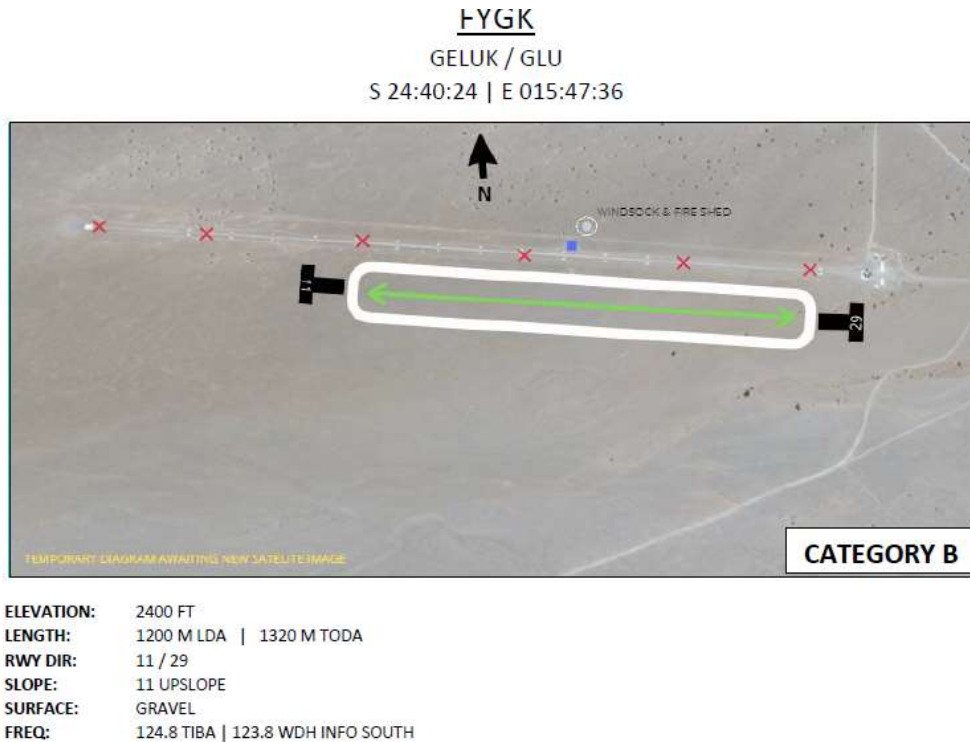 FYGK
GELUK / GLU
S 24:40:24 | E 015:47:36
N
WINDSOCK & FIRE SHED
11
29
TEMPORARY DIAGRAM AWAITING NEW SATELITE IMAGE
CATEGORY B
ELEVATION: 2400 FT
LENGTH: 1200 M LDA | 1320 M TODA
RWY DIR: 11 / 29
SLOPE: 11 UPSLOPE
SURFACE: GRAVEL
FREQ: 124.8 TIBA | 123.8 WDH INFO SOUTH